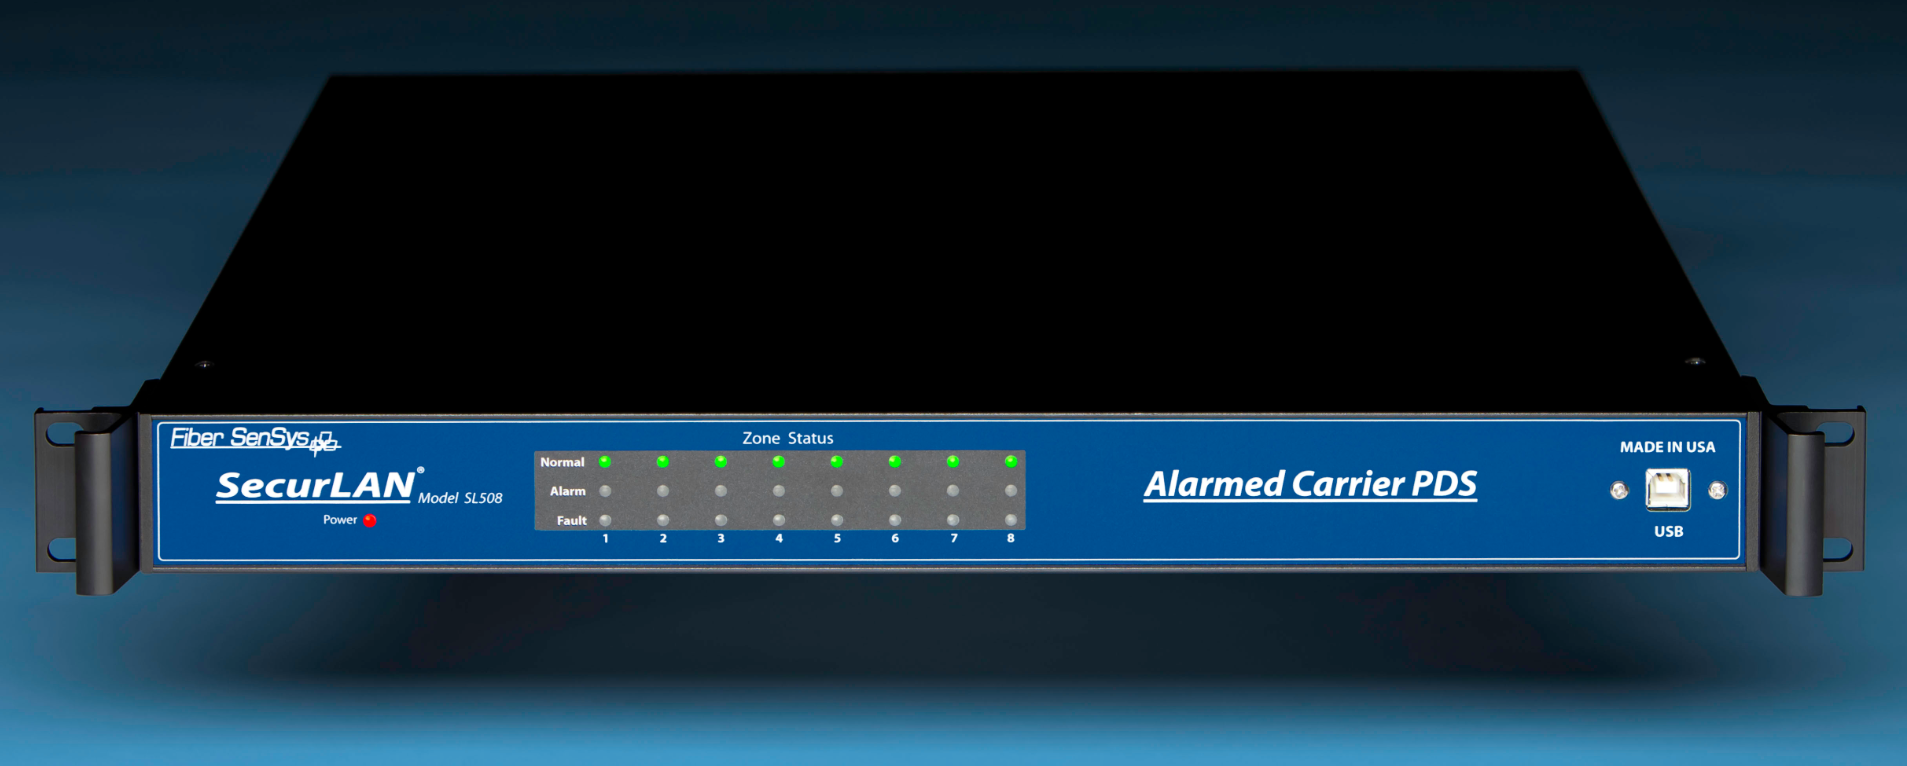 Fiber SenSys
SecurLAN® Model SL508
Power
Zone Status
Normal
Alarm
Fault
1 2 3 4 5 6 7 8
Alarmed Carrier PDS
MADE IN USA
USB